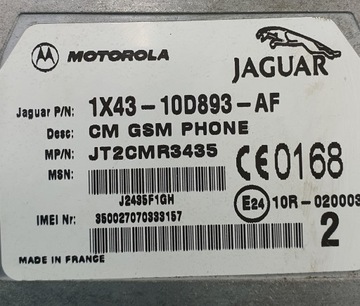 MOTOROLA
JAGUAR
Jaguar P/N: 1X43-10D893-AF
Desc: CM GSM PHONE
MP/N: JT2CMR3435
CE0168
MSN:
J2435F1GH
E24 10R-020003
IMEI Nr: 350027070333157
2
MADE IN FRANCE